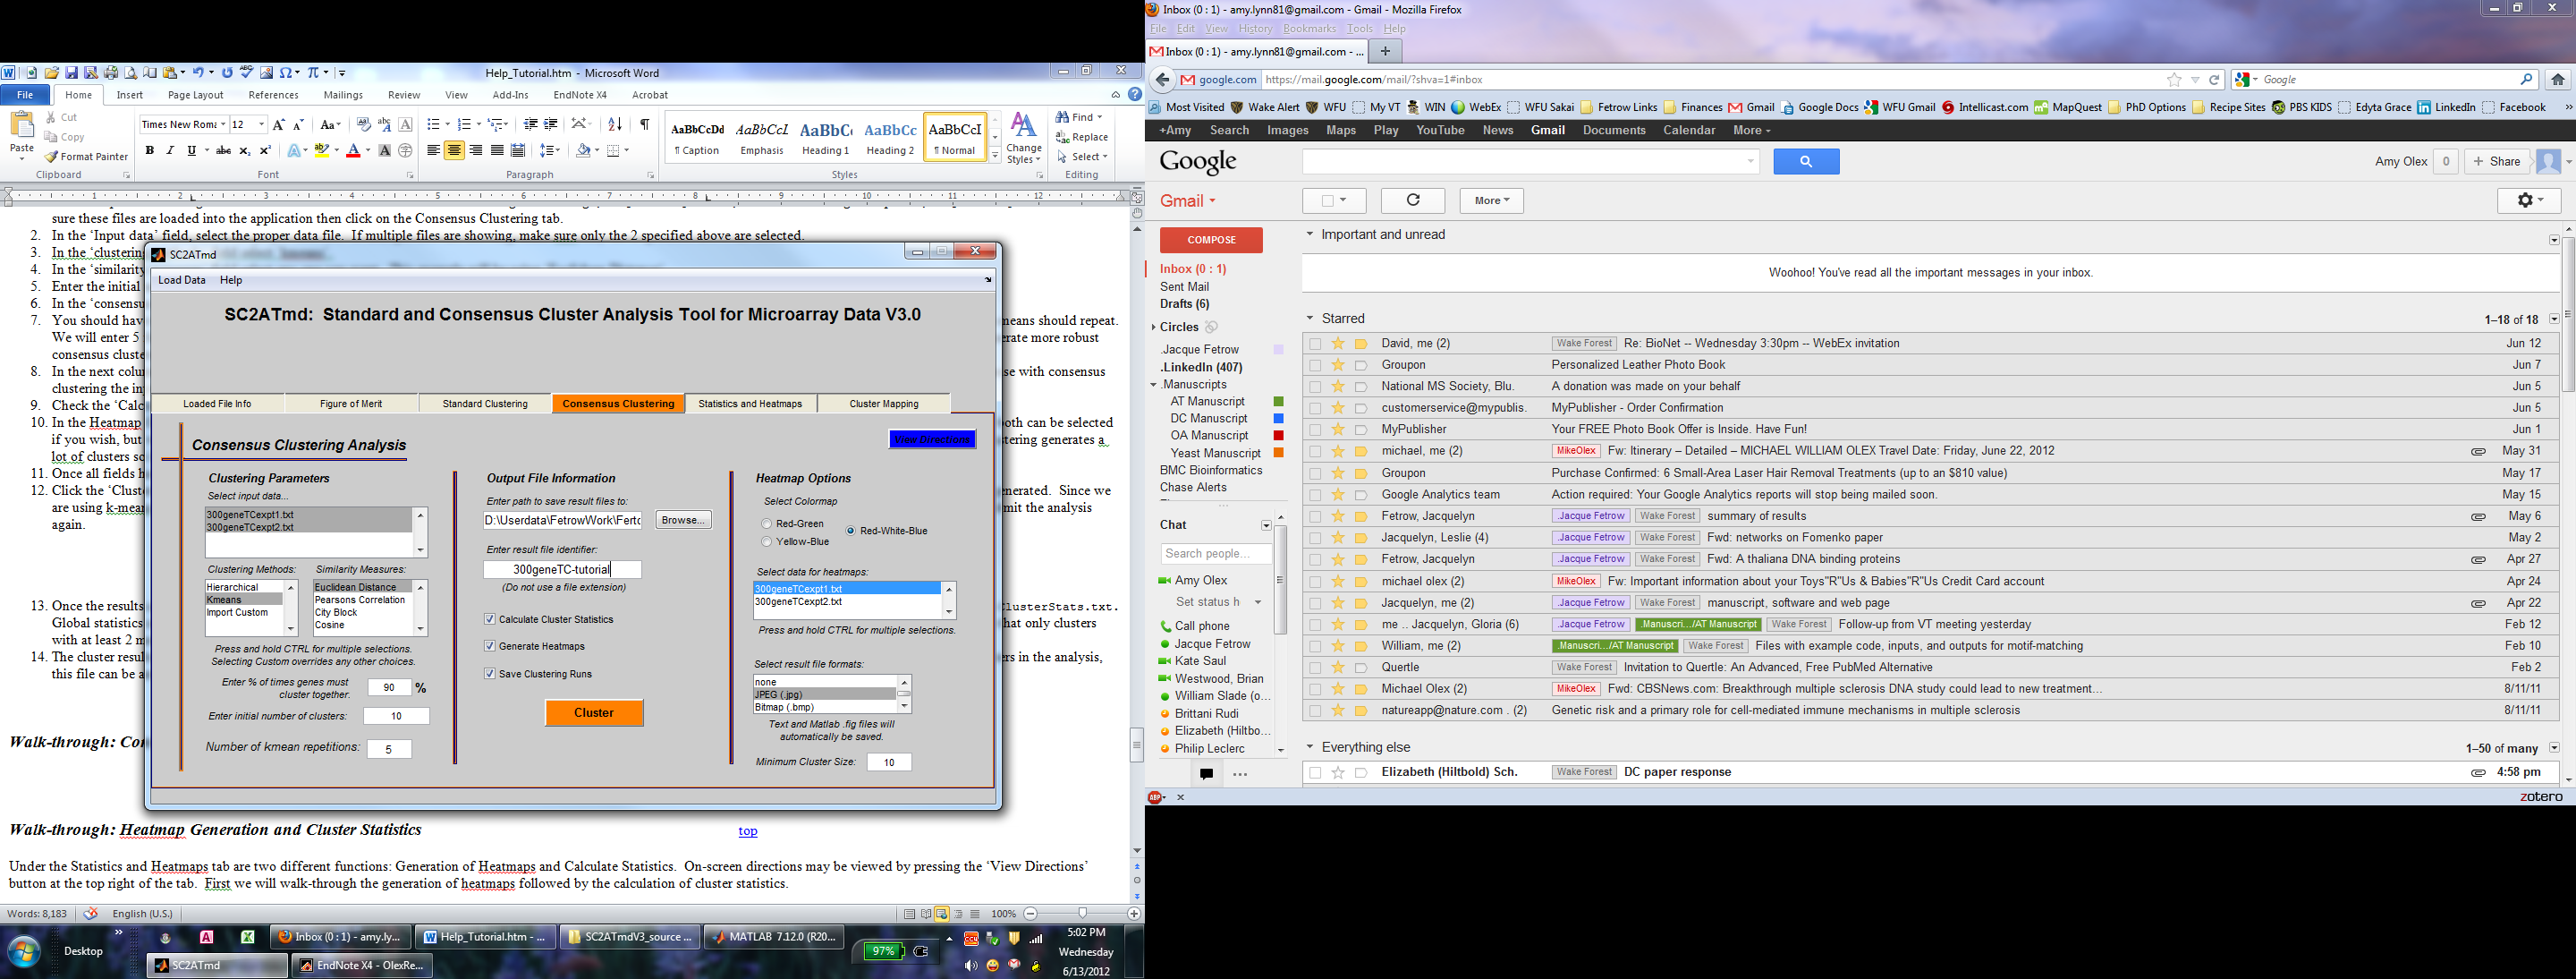 Help_Tutorial.htm - Microsoft Word
File Home Insert Page Layout References Mailings Review View Add-Ins EndNote X4 Acrobat
Cut
Copy
Format Painter
Paste
Clipboard
Times New Roma 12
Font
Paragraph
AaBbCcDd AaBbCcI AaBbC AaBbCc AaBbCcI
¶ Caption Emphasis Heading 1 Heading 2 ¶ Normal
Change Styles
Styles
Find
Replace
Select
Editing
sure these files are loaded into the application then click on the Consensus Clustering tab.
2. In the ‘Input data’ field, select the proper data file. If multiple files are showing, make sure only the 2 specified above are selected.
3. In the ‘clustering
4. In the ‘similarity
5. Enter the initial
6. In the ‘consensu
7. You should hav
means should repeat.
We will enter 5
rate more robust
consensus cluste
8. In the next colu
se with consensus
clustering the in
9. Check the ‘Calc
10. In the Heatmap
oth can be selected
if you wish, but
stering generates a
lot of clusters so
11. Once all fields h
12. Click the ‘Cluste
nerated. Since we
are using k-mean
mit the analysis
again.
13. Once the results
ClusterStats.txt.
Global statistics
hat only clusters
with at least 2 m
14. The cluster resul
rs in the analysis,
this file can be a
Walk-through: Con
Walk-through: Heatmap Generation and Cluster Statistics
top
Under the Statistics and Heatmaps tab are two different functions: Generation of Heatmaps and Calculate Statistics. On-screen directions may be viewed by pressing the ‘View Directions’
button at the top right of the tab. First we will walk-through the generation of heatmaps followed by the calculation of cluster statistics.
Words: 8,183 English (U.S.) 100%
SC2ATmd
Load Data Help
SC2ATmd: Standard and Consensus Cluster Analysis Tool for Microarray Data V3.0
Loaded File Info Figure of Merit Standard Clustering Consensus Clustering Statistics and Heatmaps Cluster Mapping
Consensus Clustering Analysis
View Directions
Clustering Parameters
Select input data...
300geneTCexpt1.txt
300geneTCexpt2.txt
Clustering Methods: Similarity Measures:
Hierarchical
Kmeans
Import Custom
Euclidean Distance
Pearsons Correlation
City Block
Cosine
Press and hold CTRL for multiple selections.
Selecting Custom overrides any other choices.
Enter % of times genes must
cluster together. 90 %
Enter initial number of clusters: 10
Number of kmean repetitions: 5
Output File Information
Enter path to save result files to:
D:\Userdata\FetrowWork\Fertc Browse...
Enter result file identifier:
300geneTC-tutorial
(Do not use a file extension)
Calculate Cluster Statistics
Generate Heatmaps
Save Clustering Runs
Cluster
Heatmap Options
Select Colormap
Red-Green
Red-White-Blue
Yellow-Blue
Select data for heatmaps:
300geneTCexpt1.txt
300geneTCexpt2.txt
Press and hold CTRL for multiple selections.
Select result file formats:
none
JPEG (.jpg)
Bitmap (.bmp)
Text and Matlab .fig files will
automatically be saved.
Minimum Cluster Size: 10
Desktop
Inbox (0 : 1) - amy.ly...
Help_Tutorial.htm - ...
SC2ATmdV3_source ...
MATLAB 7.12.0 (R20...
SC2ATmd
EndNote X4 - OlexRe...
97%
5:02 PM
Wednesday
6/13/2012
Inbox (0 : 1) - amy.lynn81@gmail.com - Gmail - Mozilla Firefox
File Edit View History Bookmarks Tools Help
Inbox (0 : 1) - amy.lynn81@gmail.com - ...
google.com https://mail.google.com/mail/?shva=1#inbox
Google
Most Visited Wake Alert WFU My VT WIN WebEx WFU Sakai Fetrow Links Finances Gmail Google Docs WFU Gmail Intellicast.com MapQuest PhD Options Recipe Sites PBS KIDS Edyta Grace LinkedIn Facebook
+Amy Search Images Maps Play YouTube News Gmail Documents Calendar More
Google
Amy Olex 0 + Share
Gmail
More
COMPOSE
Inbox (0 : 1)
Sent Mail
Drafts (6)
Circles
.Jacque Fetrow
.LinkedIn (407)
.Manuscripts
AT Manuscript
DC Manuscript
OA Manuscript
Yeast Manuscript
BMC Bioinformatics
Chase Alerts
Chat
Search people...
Amy Olex
Set status h
Call phone
Jacque Fetrow
Kate Saul
Westwood, Brian
William Slade (o...
Brittani Rudi
Elizabeth (Hiltbo...
Philip Leclerc
Important and unread
Woohoo! You've read all the important messages in your inbox.
Starred 1–18 of 18
David, me (2) Wake Forest Re: BioNet -- Wednesday 3:30pm -- WebEx invitation Jun 12
Groupon Personalized Leather Photo Book Jun 7
National MS Society, Blu. A donation was made on your behalf Jun 5
customerservice@mypublis. MyPublisher - Order Confirmation Jun 5
MyPublisher Your FREE Photo Book Offer is Inside. Have Fun! Jun 1
michael, me (2) MikeOlex Fw: Itinerary – Detailed – MICHAEL WILLIAM OLEX Travel Date: Friday, June 22, 2012 May 31
Groupon Purchase Confirmed: 6 Small-Area Laser Hair Removal Treatments (up to an $810 value) May 17
Google Analytics team Action required: Your Google Analytics reports will stop being mailed soon. May 15
Fetrow, Jacquelyn .Jacque Fetrow Wake Forest summary of results May 6
Jacquelyn, Leslie (4) .Jacque Fetrow Wake Forest Fwd: networks on Fomenko paper May 2
Fetrow, Jacquelyn .Jacque Fetrow Wake Forest Fwd: A thaliana DNA binding proteins Apr 27
michael olex (2) MikeOlex Fw: Important information about your Toys"R"Us & Babies"R"Us Credit Card account Apr 24
Jacquelyn, me (2) .Jacque Fetrow Wake Forest manuscript, software and web page Apr 22
me .. Jacquelyn, Gloria (6) .Jacque Fetrow .Manuscri.../AT Manuscript Wake Forest Follow-up from VT meeting yesterday Feb 12
William, me (2) .Manuscri.../AT Manuscript Wake Forest Files with example code, inputs, and outputs for motif-matching Feb 10
Quertle Wake Forest Invitation to Quertle: An Advanced, Free PubMed Alternative Feb 2
Michael Olex (2) MikeOlex Fwd: CBSNews.com: Breakthrough multiple sclerosis DNA study could lead to new treatment... 8/11/11
natureapp@nature.com . (2) Genetic risk and a primary role for cell-mediated immune mechanisms in multiple sclerosis 8/11/11
Everything else 1–50 of many
Elizabeth (Hiltbold) Sch. Wake Forest DC paper response 4:58 pm
ABP
zotero